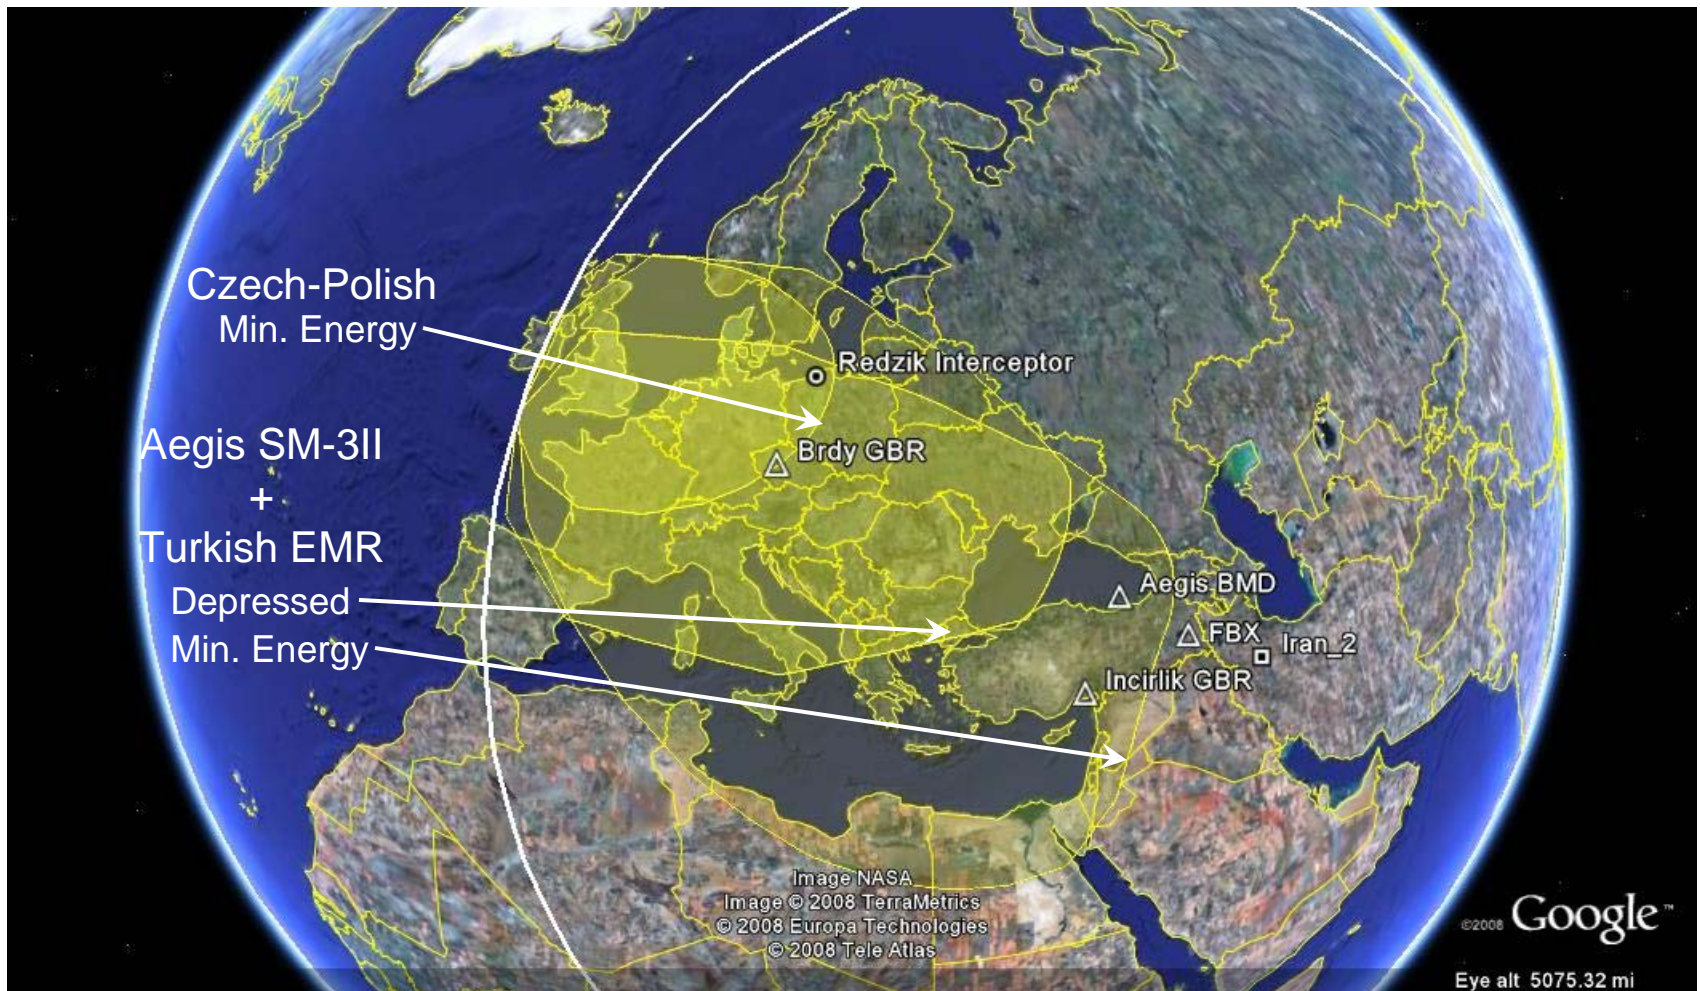 Czech-Polish
Min. Energy
Redzik Interceptor
Brdy GBR
Aegis SM-3II
+
Turkish EMR
Depressed
Min. Energy
Aegis BMD
FBX
Iran_2
Incirlik GBR
Image NASA
Image © 2008 TerraMetrics
© 2008 Europa Technologies
© 2008 Tele Atlas
©2008 Google™
Eye alt 5075.32 mi